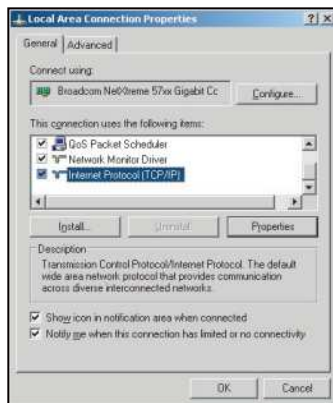 Local Area Connection Properties
General Advanced
Connect using:
Broadcom NetXtreme 57xx Gigabit Cc
Configure...
This connection uses the following items:
QoS Packet Scheduler
Network Monitor Driver
Internet Protocol (TCP/IP)
Install... Uninstall Properties
Description
Transmission Control Protocol/Internet Protocol. The default
wide area network protocol that provides communication
across diverse interconnected networks.
Show icon in notification area when connected
Notify me when this connection has limited or no connectivity
OK Cancel